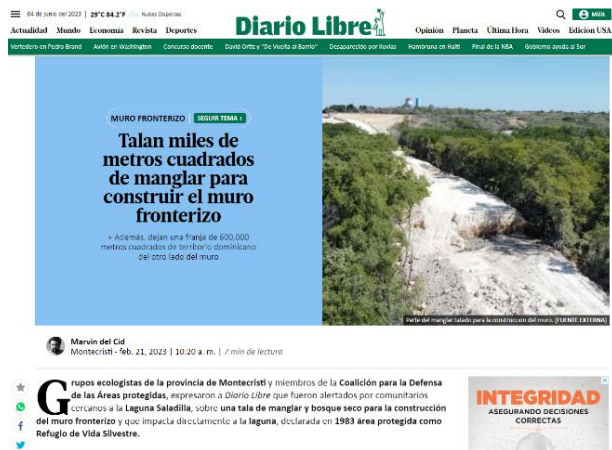 04 de junio del 2023 | 29°C 84.2°F Nubes Dispersas
Diario Libre
MIDL
Actualidad Mundo Economía Revista Deportes
Opinión Planeta Última Hora Videos Edición USA
Vertedero en Pedro Brand Avión en Washington Concurso docente David Ortiz y "De Vuelta al Barrio" Desaparecido por lluvias Hambruna en Haití Final de la NBA Gobierno ayuda al Sur
MURO FRONTERIZO SEGUIR TEMA
Talan miles de
metros cuadrados
de manglar para
construir el muro
fronterizo
+ Además, dejan una franja de 600,000
metros cuadrados de territorio dominicano
del otro lado del muro
Parte del manglar talado para la construcción del muro. (FUENTE EXTERNA)
Marvin del Cid
Montecristi - feb. 21, 2023 | 10:20 a. m. | 7 min de lectura
Grupos ecologistas de la provincia de Montecristi y miembros de la Coalición para la Defensa
de las Áreas protegidas, expresaron a Diario Libre que fueron alertados por comunitarios
cercanos a la Laguna Saladilla, sobre una tala de manglar y bosque seco para la construcción
del muro fronterizo y que impacta directamente a la laguna, declarada en 1983 área protegida como
Refugio de Vida Silvestre.
INTEGRIDAD
ASEGURANDO DECISIONES
CORRECTAS